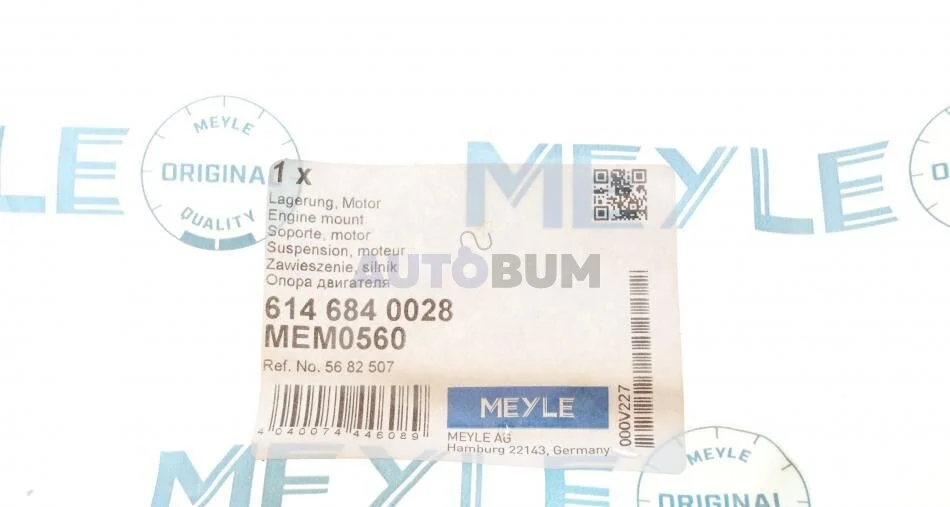 MEYLE
ORIGINAL
QUALITY
MEYLE
1 x
Lagerung, Motor
Engine mount
Soporte, motor
Suspension, moteur
Zawieszenie, silnik
Опора двигателя
AUTOBUM
614 684 0028
MEM0560
Ref. No. 56 82 507
4 040074 446089
MEYLE
MEYLE AG
Hamburg 22143, Germany
000V227
MEYLE
MEYLE
ORIGINAL